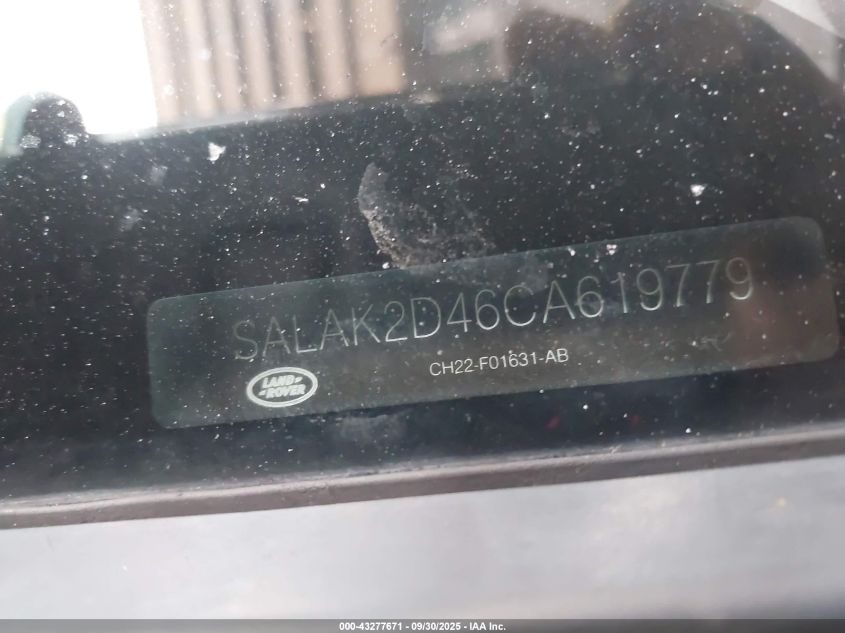 SALAK2D46CA619779
CH22-F01631-AB
LAND
ROVER
000-43277671 - 09/30/2025 - IAA Inc.